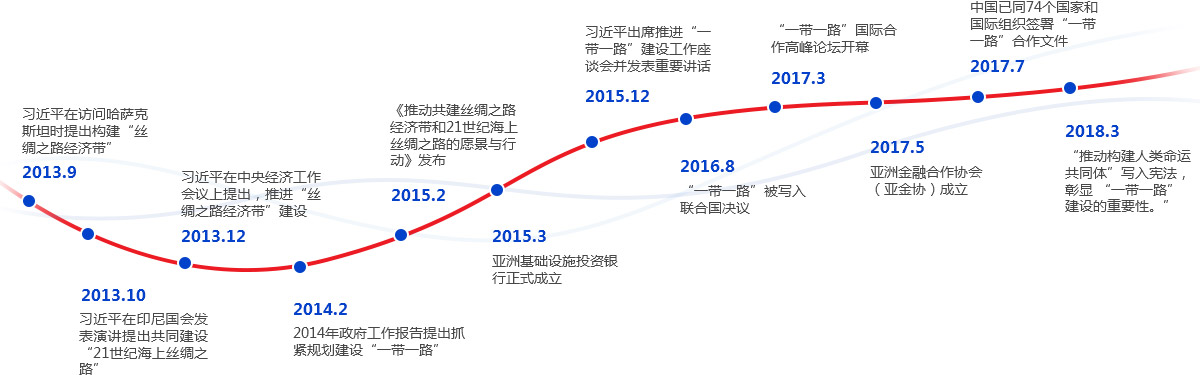 习近平在访问哈萨克
斯坦时提出构建“丝
绸之路经济带”
2013.9
2013.10
习近平在印尼国会发
表演讲提出共同建设
“21世纪海上丝绸之
路”
习近平在中央经济工作
会议上提出，推进“丝
绸之路经济带”建设
2013.12
2014.2
2014年政府工作报告提出抓
紧规划建设“一带一路”
《推动共建丝绸之路
经济带和21世纪海上
丝绸之路的愿景与行
动》发布
2015.2
2015.3
亚洲基础设施投资银
行正式成立
习近平出席推进“一
带一路”建设工作座
谈会并发表重要讲话
2015.12
2016.8
“一带一路”被写入
联合国决议
“一带一路”国际合
作高峰论坛开幕
2017.3
2017.5
亚洲金融合作协会
（亚金协）成立
中国已同74个国家和
国际组织签署“一带
一路”合作文件
2017.7
2018.3
“推动构建人类命运
共同体”写入宪法，
彰显 “一带一路”
建设的重要性。”